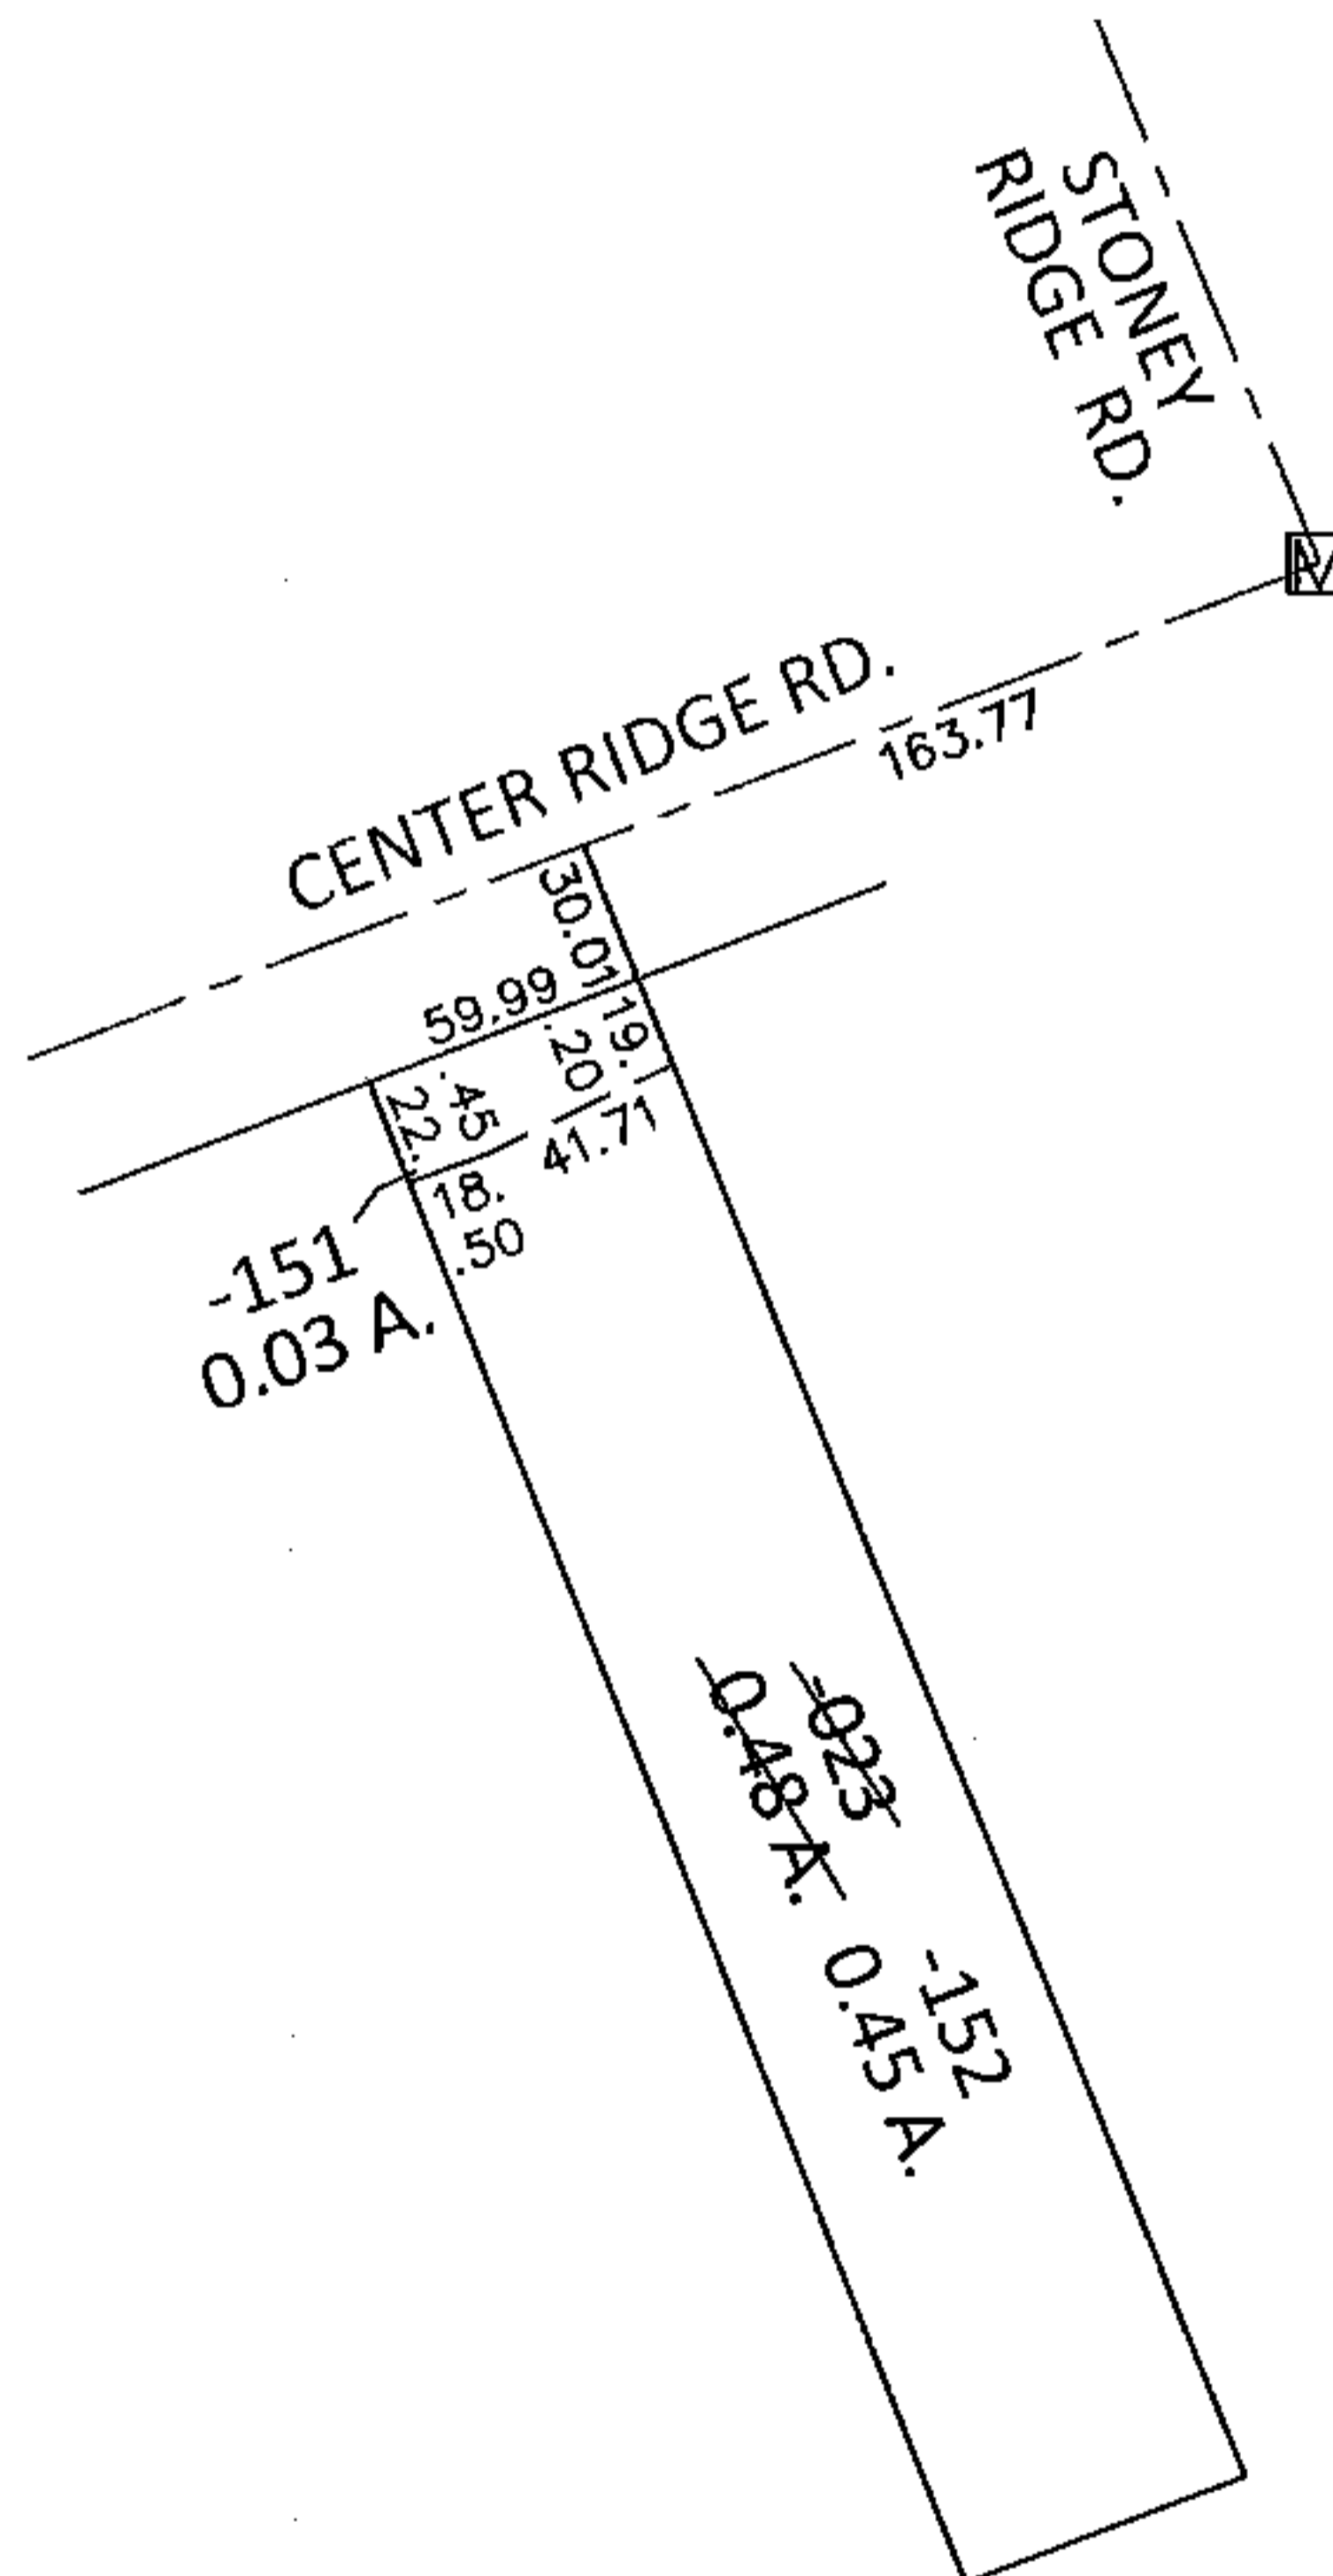 STONEY
RIDGE RD.
CENTER RIDGE RD.
163.77
30.01
59.99
19.
.20
.45
22.
41.71
18.
.50
-151
0.03 A.
-023
0.48 A.
-152
0.45 A.